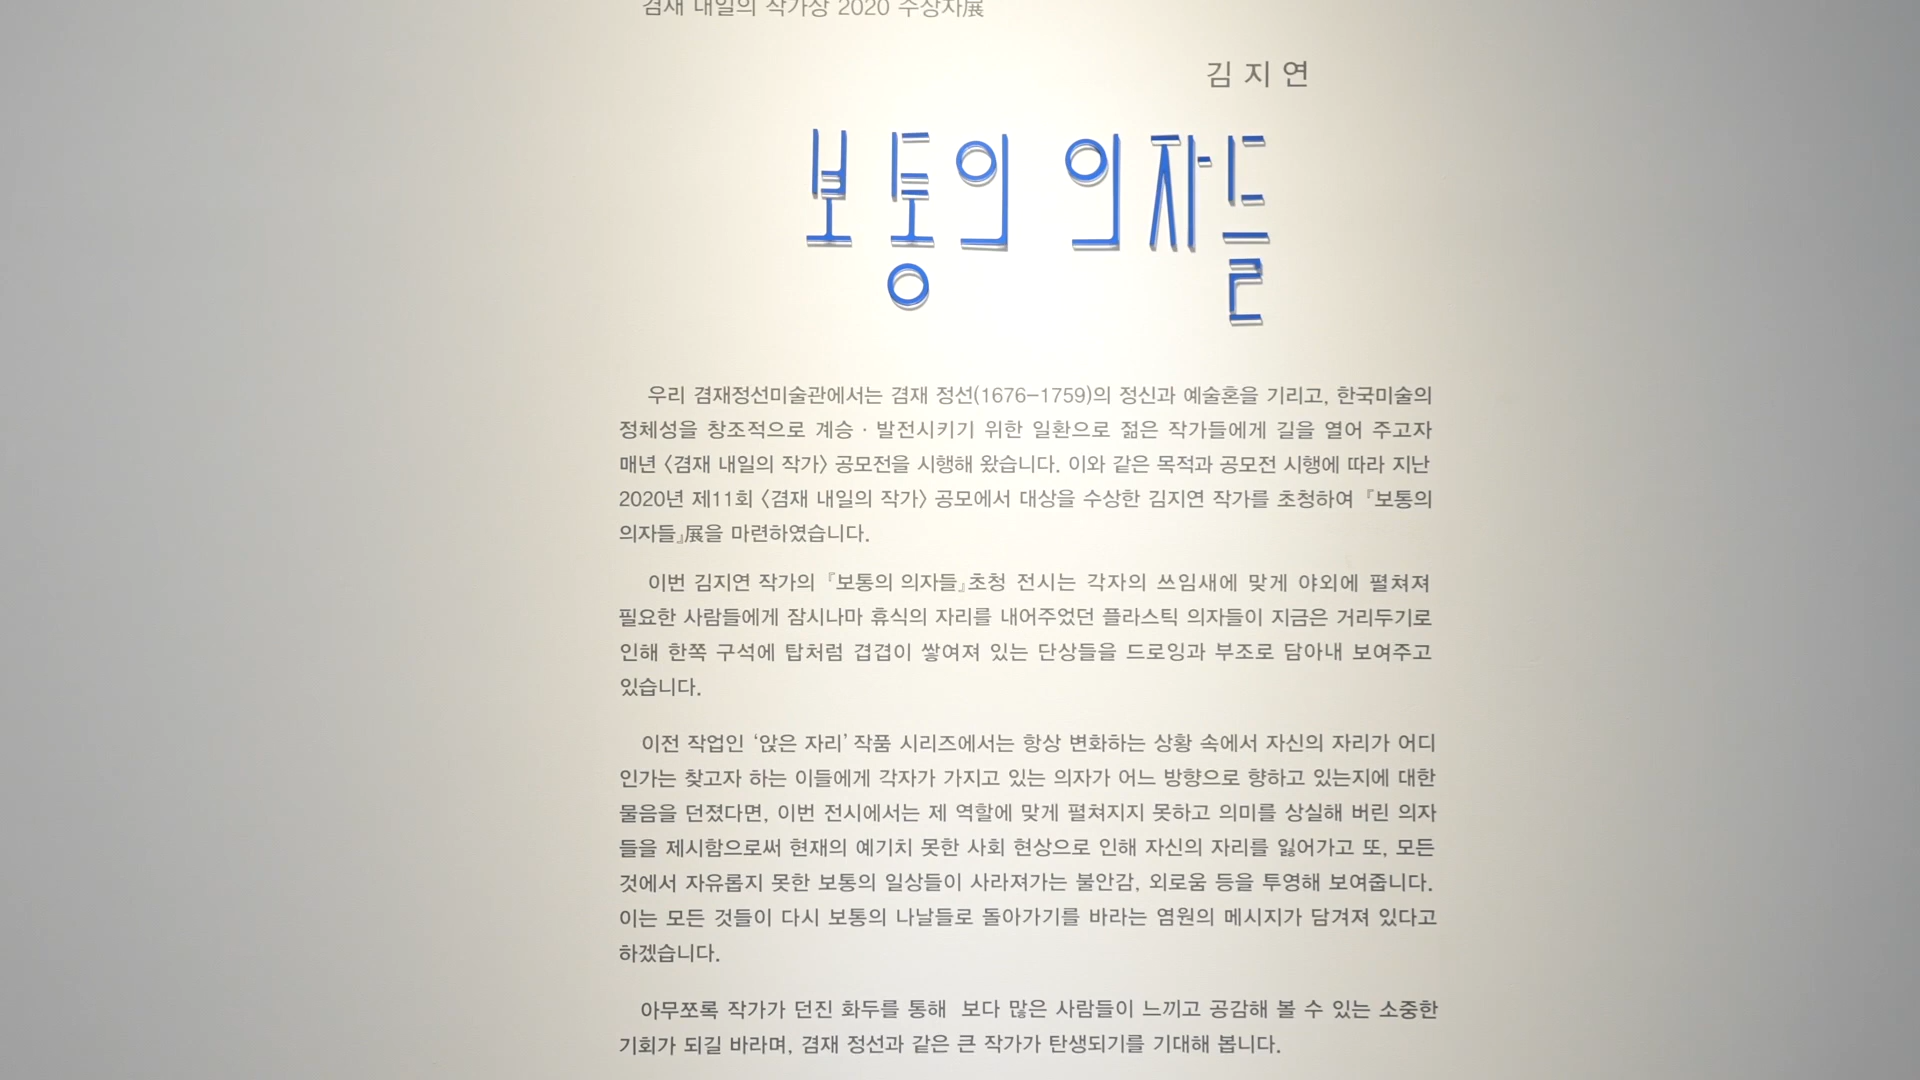 겸재 내일의 작가상 2020 수상자展
김지연
보통의 의자들
우리 겸재정선미술관에서는 겸재 정선(1676-1759)의 정신과 예술혼을 기리고, 한국미술의
정체성을 창조적으로 계승 · 발전시키기 위한 일환으로 젊은 작가들에게 길을 열어 주고자
매년 〈겸재 내일의 작가〉 공모전을 시행해 왔습니다. 이와 같은 목적과 공모전 시행에 따라 지난
2020년 제11회 〈겸재 내일의 작가〉 공모에서 대상을 수상한 김지연 작가를 초청하여 『보통의
의자들』展을 마련하였습니다.
이번 김지연 작가의 『보통의 의자들』초청 전시는 각자의 쓰임새에 맞게 야외에 펼쳐져
필요한 사람들에게 잠시나마 휴식의 자리를 내어주었던 플라스틱 의자들이 지금은 거리두기로
인해 한쪽 구석에 탑처럼 겹겹이 쌓여져 있는 단상들을 드로잉과 부조로 담아내 보여주고
있습니다.
이전 작업인 ‘앉은 자리’ 작품 시리즈에서는 항상 변화하는 상황 속에서 자신의 자리가 어디
인가는 찾고자 하는 이들에게 각자가 가지고 있는 의자가 어느 방향으로 향하고 있는지에 대한
물음을 던졌다면, 이번 전시에서는 제 역할에 맞게 펼쳐지지 못하고 의미를 상실해 버린 의자
들을 제시함으로써 현재의 예기치 못한 사회 현상으로 인해 자신의 자리를 잃어가고 또, 모든
것에서 자유롭지 못한 보통의 일상들이 사라져가는 불안감, 외로움 등을 투영해 보여줍니다.
이는 모든 것들이 다시 보통의 나날들로 돌아가기를 바라는 염원의 메시지가 담겨져 있다고
하겠습니다.
아무쪼록 작가가 던진 화두를 통해 보다 많은 사람들이 느끼고 공감해 볼 수 있는 소중한
기회가 되길 바라며, 겸재 정선과 같은 큰 작가가 탄생되기를 기대해 봅니다.